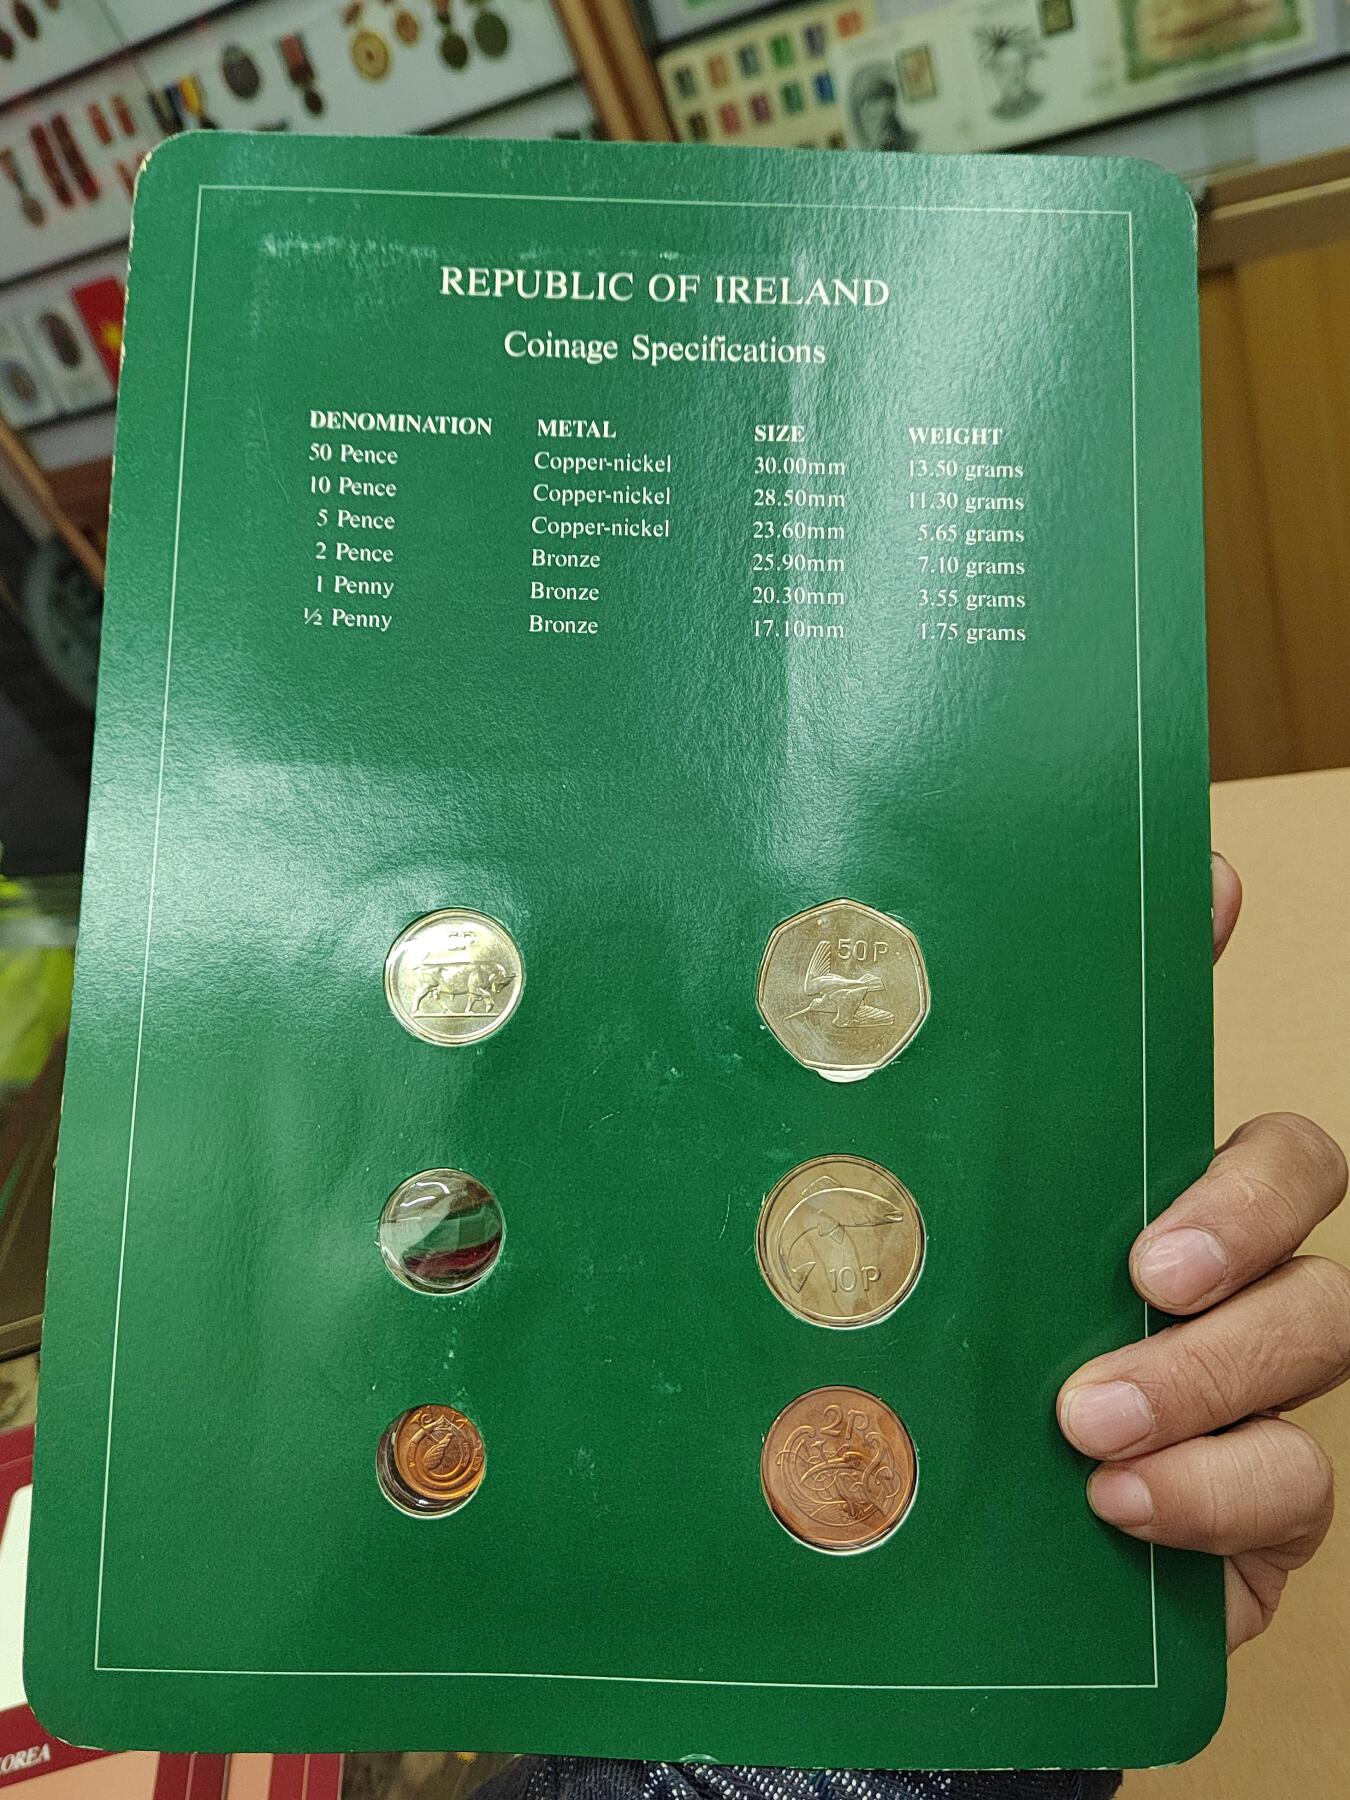 REPUBLIC OF IRELAND
Coinage Specifications
DENOMINATION METAL SIZE WEIGHT
50 Pence Copper-nickel 30.00mm 13.50 grams
10 Pence Copper-nickel 28.50mm 11.30 grams
5 Pence Copper-nickel 23.60mm 5.65 grams
2 Pence Bronze 25.90mm 7.10 grams
1 Penny Bronze 20.30mm 3.55 grams
½ Penny Bronze 17.10mm 1.75 grams
5P
50P
10P
2P